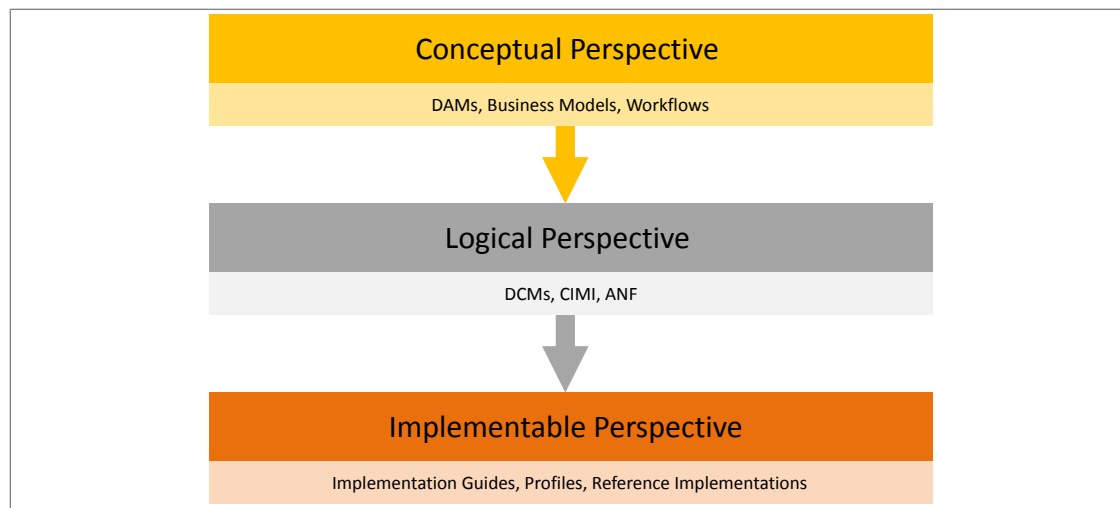 Conceptual Perspective
DAMs, Business Models, Workflows
Logical Perspective
DCMs, CIMI, ANF
Implementable Perspective
Implementation Guides, Profiles, Reference Implementations